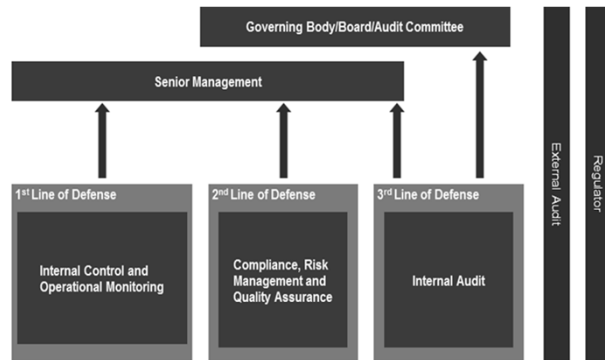 Governing Body/Board/Audit Committee
Senior Management
1st Line of Defense
Internal Control and
Operational Monitoring
2nd Line of Defense
Compliance, Risk
Management and
Quality Assurance
3rd Line of Defense
Internal Audit
External Audit
Regulator